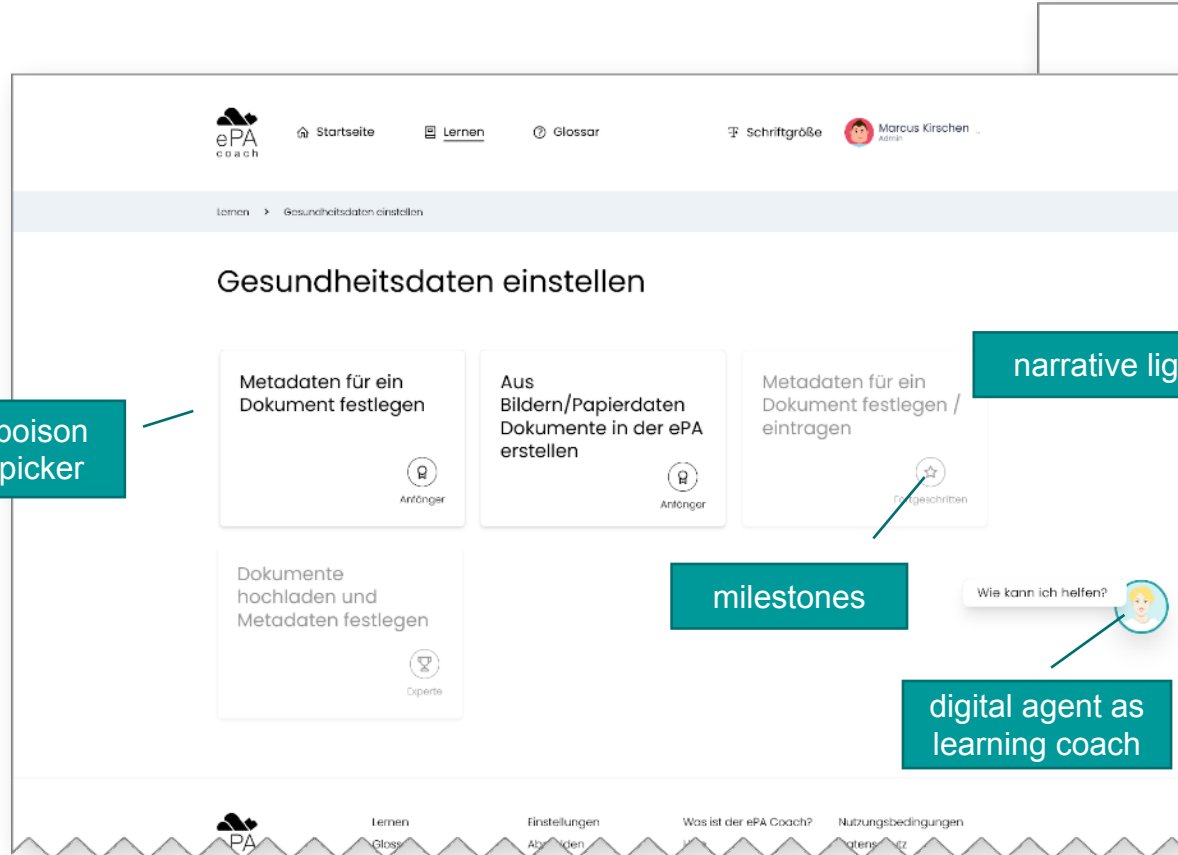 ePA
coach
Startseite
Lernen
Glossar
Schriftgröße
Marcus Kirschen
Admin
Lernen > Gesundheitsdaten einstellen
Gesundheitsdaten einstellen
Metadaten für ein
Dokument festlegen
Anfänger
Aus
Bildern/Papierdaten
Dokumente in der ePA
erstellen
Anfänger
Metadaten für ein
Dokument festlegen /
eintragen
Fortgeschritten
narrative lig
poison
picker
Dokumente
hochladen und
Metadaten festlegen
Experte
milestones
Wie kann ich helfen?
digital agent as
learning coach
ePA
Lernen
Einstellungen
Was ist der ePA Coach?
Nutzungsbedingungen